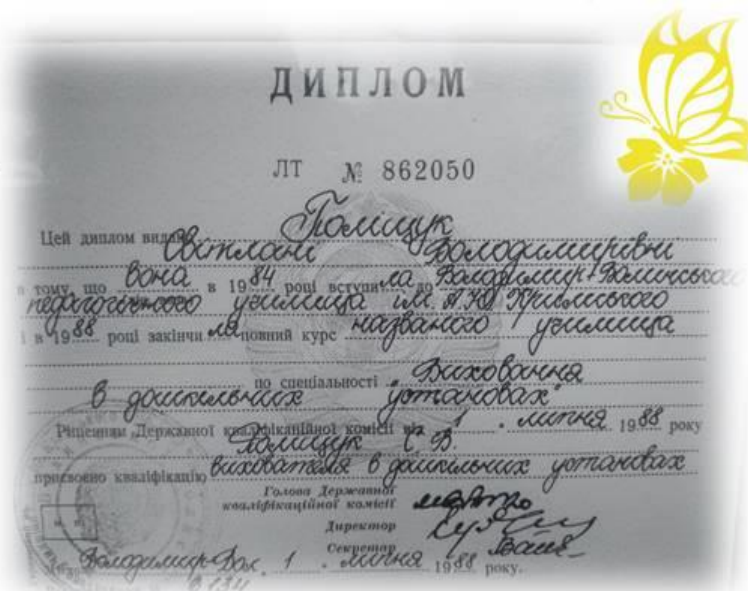 ДИПЛОМ
ЛТ № 862050
Поліщук
Цей диплом видано Світлані Володимирівні
в тому, що вона в 1984 році вступила до Володимир-Волинського
педагогічного училища ім. А.Ю. Кримського
і в 1988 році закінчила повний курс названого училища
по спеціальності „Виховання
в дошкільних установах"
Рішенням Державної кваліфікаційної комісії від 1 . липня 1988 року
Поліщук С. В.
присвоєно кваліфікацію вихователя в дошкільних установах
Голова Державної
кваліфікаційної комісії
Директор
Секретар
Володимир-Вол. 1 . липня 1988 року.